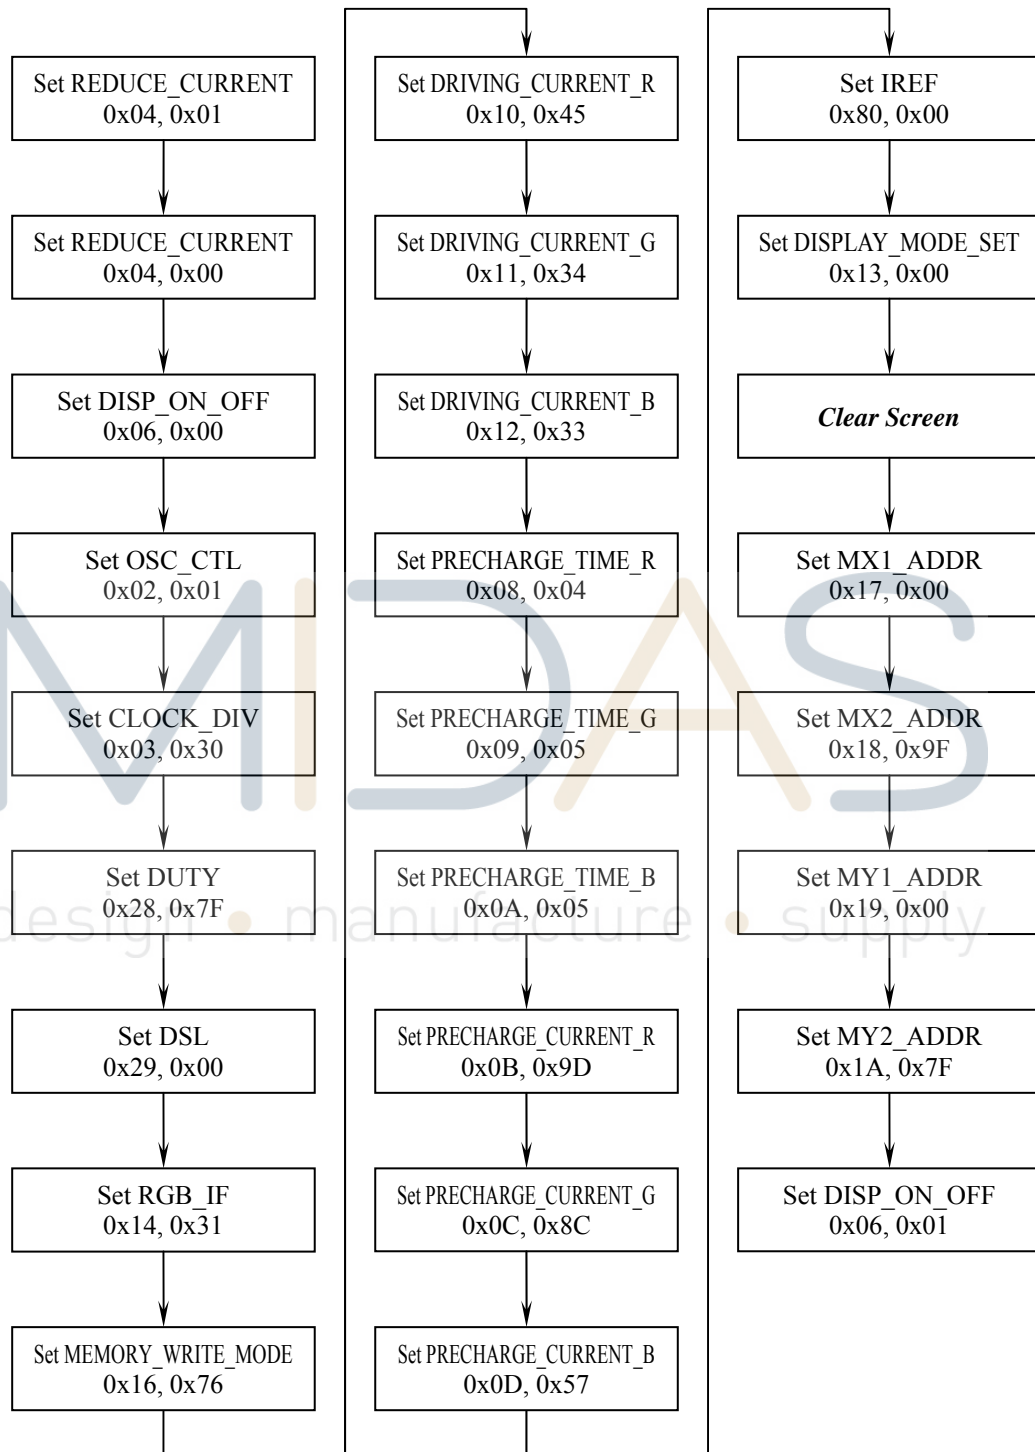 Set REDUCE_CURRENT
0x04, 0x01
Set REDUCE_CURRENT
0x04, 0x00
Set DISP_ON_OFF
0x06, 0x00
Set OSC_CTL
0x02, 0x01
Set CLOCK_DIV
0x03, 0x30
Set DUTY
0x28, 0x7F
Set DSL
0x29, 0x00
Set RGB_IF
0x14, 0x31
Set MEMORY_WRITE_MODE
0x16, 0x76
Set DRIVING_CURRENT_R
0x10, 0x45
Set DRIVING_CURRENT_G
0x11, 0x34
Set DRIVING_CURRENT_B
0x12, 0x33
Set PRECHARGE_TIME_R
0x08, 0x04
Set PRECHARGE_TIME_G
0x09, 0x05
Set PRECHARGE_TIME_B
0x0A, 0x05
Set PRECHARGE_CURRENT_R
0x0B, 0x9D
Set PRECHARGE_CURRENT_G
0x0C, 0x8C
Set PRECHARGE_CURRENT_B
0x0D, 0x57
Set IREF
0x80, 0x00
Set DISPLAY_MODE_SET
0x13, 0x00
Clear Screen
Set MX1_ADDR
0x17, 0x00
Set MX2_ADDR
0x18, 0x9F
Set MY1_ADDR
0x19, 0x00
Set MY2_ADDR
0x1A, 0x7F
Set DISP_ON_OFF
0x06, 0x01
MIDAS
design • manufacture • supply